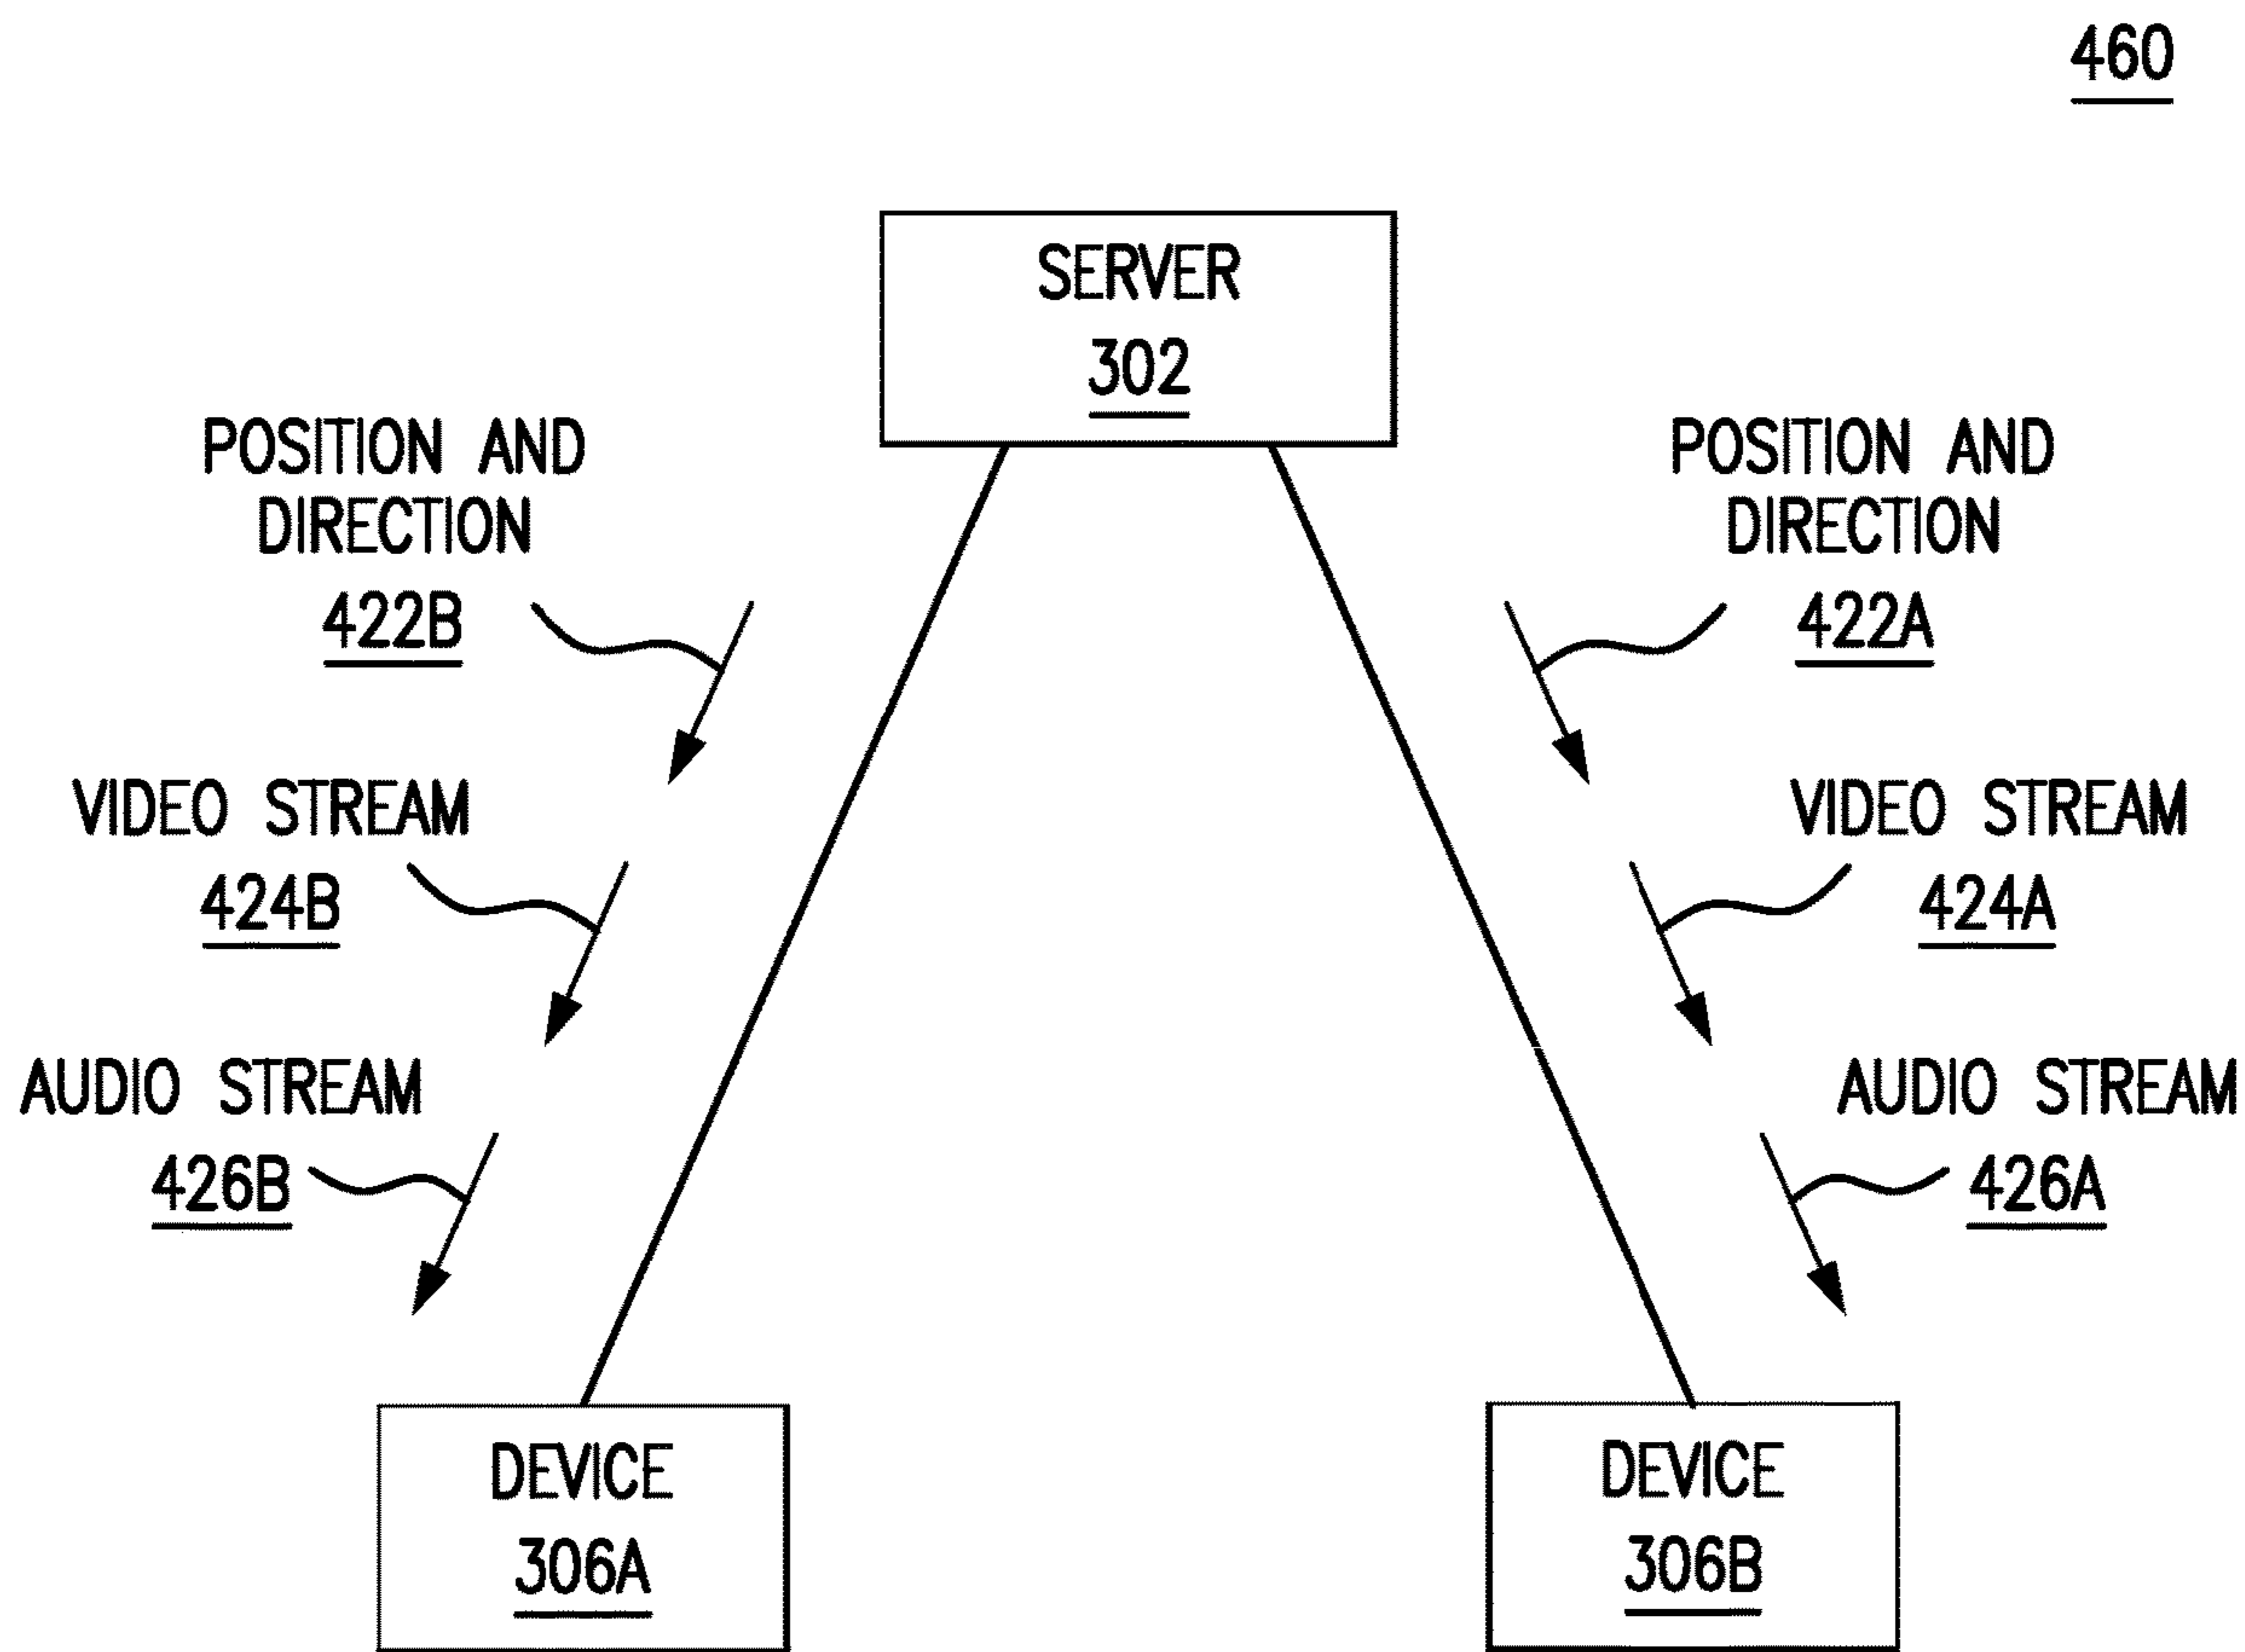 460
SERVER
302
POSITION AND
DIRECTION
422B
POSITION AND
DIRECTION
422A
VIDEO STREAM
424B
VIDEO STREAM
424A
AUDIO STREAM
426B
AUDIO STREAM
426A
DEVICE
306A
DEVICE
306B